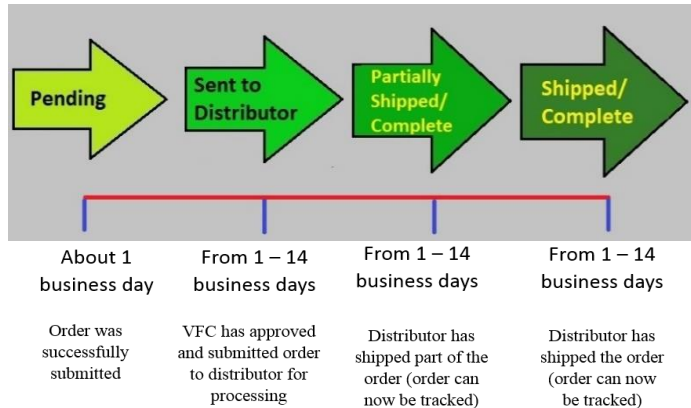 Pending
Sent to
Distributor
Partially
Shipped/
Complete
Shipped/
Complete
About 1
business day
From 1 – 14
business days
From 1 – 14
business days
From 1 – 14
business days
Order was
successfully
submitted
VFC has approved
and submitted order
to distributor for
processing
Distributor has
shipped part of the
order (order can
now be tracked)
Distributor has
shipped the order
(order can now
be tracked)